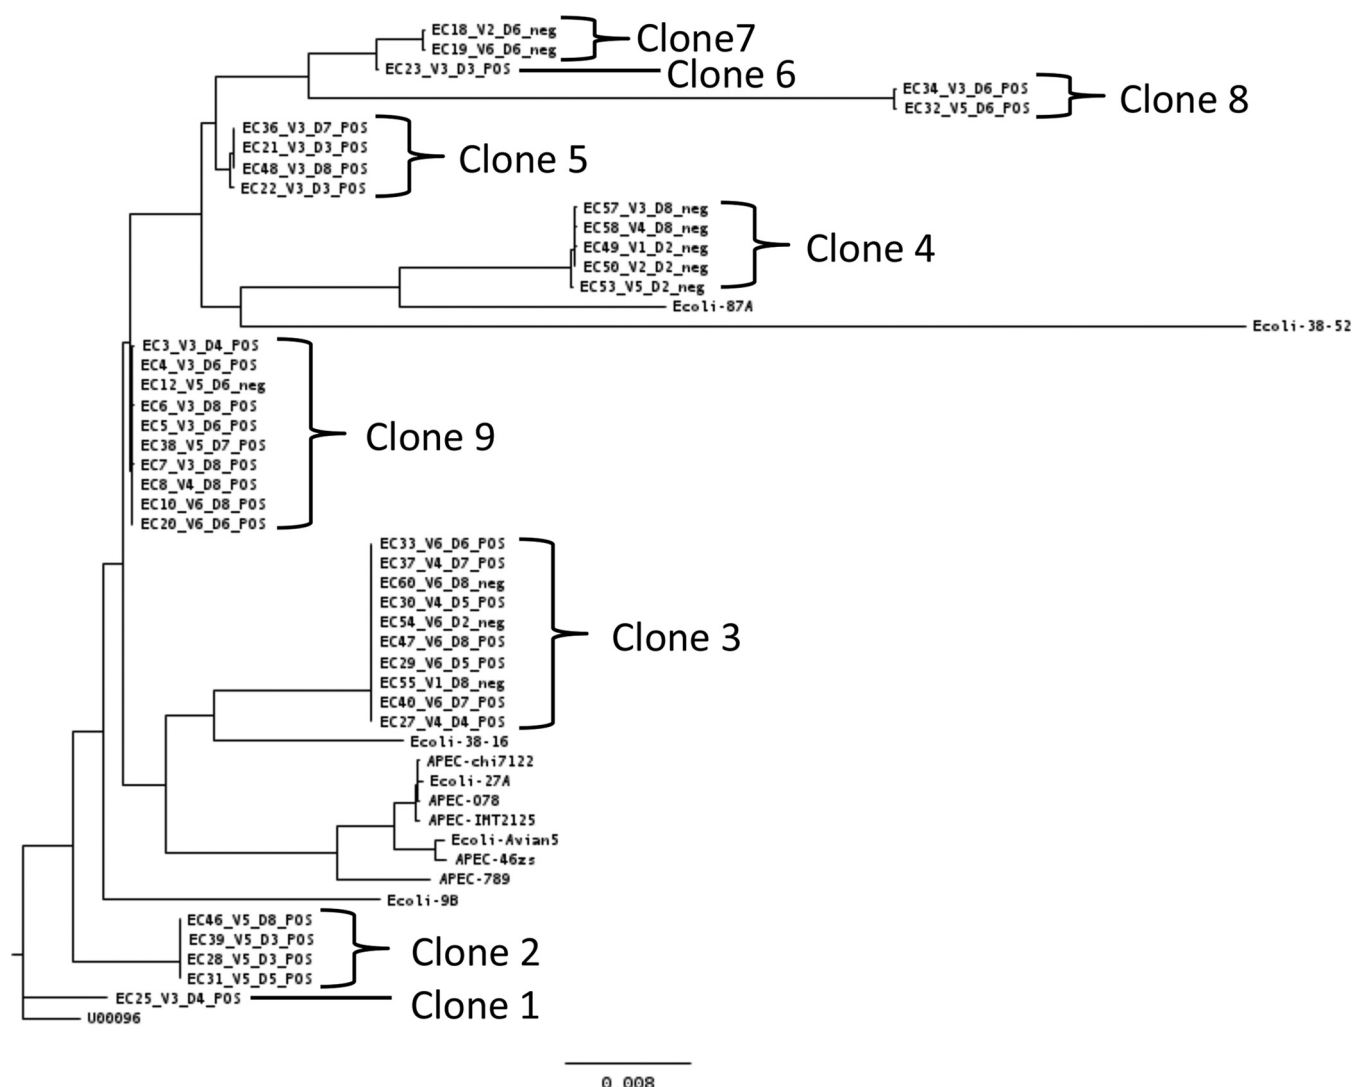 EC18_V2_D6_neg
EC19_V6_D6_neg
Clone7
EC23_V3_D3_POS
Clone 6
EC34_V3_D6_POS
EC32_V5_D6_POS
Clone 8
EC36_V3_D7_POS
EC21_V3_D3_POS
EC48_V3_D8_POS
EC22_V3_D3_POS
Clone 5
EC57_V3_D8_neg
EC58_V4_D8_neg
EC49_V1_D2_neg
EC50_V2_D2_neg
EC53_V5_D2_neg
Clone 4
Ecoli-87A
Ecoli-38-52
EC3_V3_D4_POS
EC4_V3_D6_POS
EC12_V5_D6_neg
EC6_V3_D8_POS
EC5_V3_D6_POS
EC38_V5_D7_POS
EC7_V3_D8_POS
EC8_V4_D8_POS
EC10_V6_D8_POS
EC20_V6_D6_POS
Clone 9
EC33_V6_D6_POS
EC37_V4_D7_POS
EC60_V6_D8_neg
EC30_V4_D5_POS
EC54_V6_D2_neg
EC47_V6_D8_POS
EC29_V6_D5_POS
EC55_V1_D8_neg
EC40_V6_D7_POS
EC27_V4_D4_POS
Clone 3
Ecoli-38-16
APEC-chi7122
Ecoli-27A
APEC-O78
APEC-IMT2125
Ecoli-Avian5
APEC-46zs
APEC-789
Ecoli-9B
EC46_V5_D8_POS
EC39_V5_D3_POS
EC28_V5_D3_POS
EC31_V5_D5_POS
Clone 2
EC25_V3_D4_POS
Clone 1
U00096
0.008